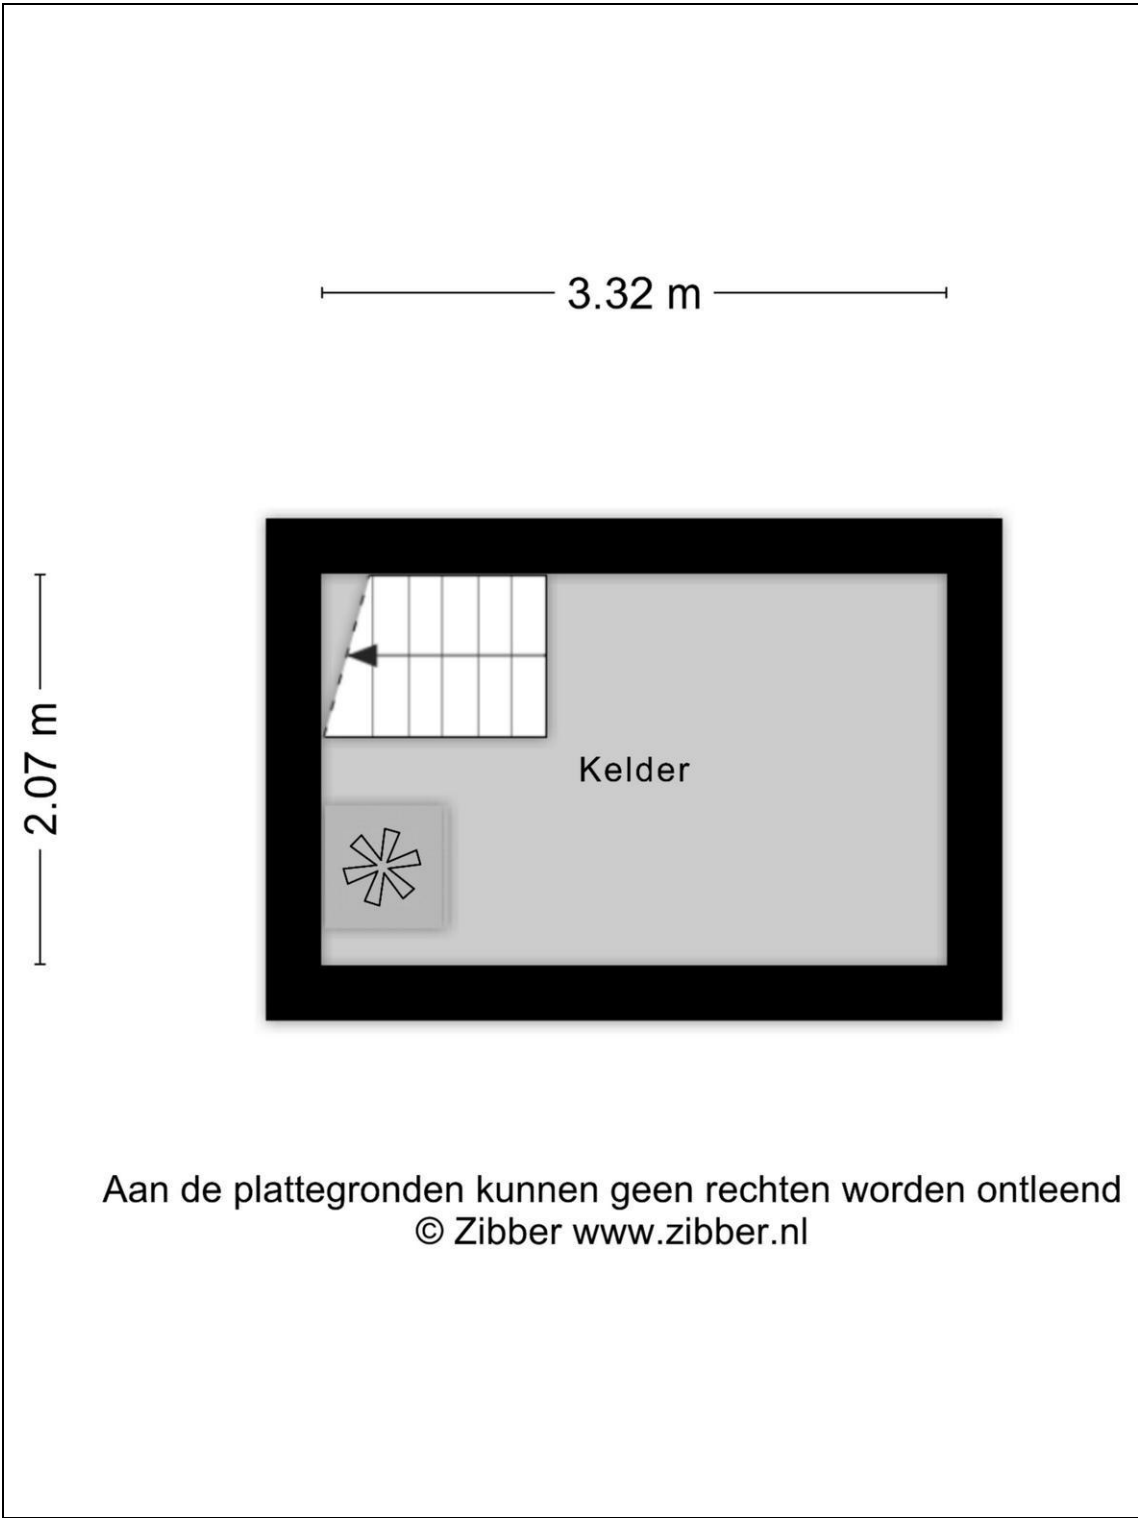 3.32 m
2.07 m
Kelder
Aan de plattegronden kunnen geen rechten worden ontleend
© Zibber www.zibber.nl